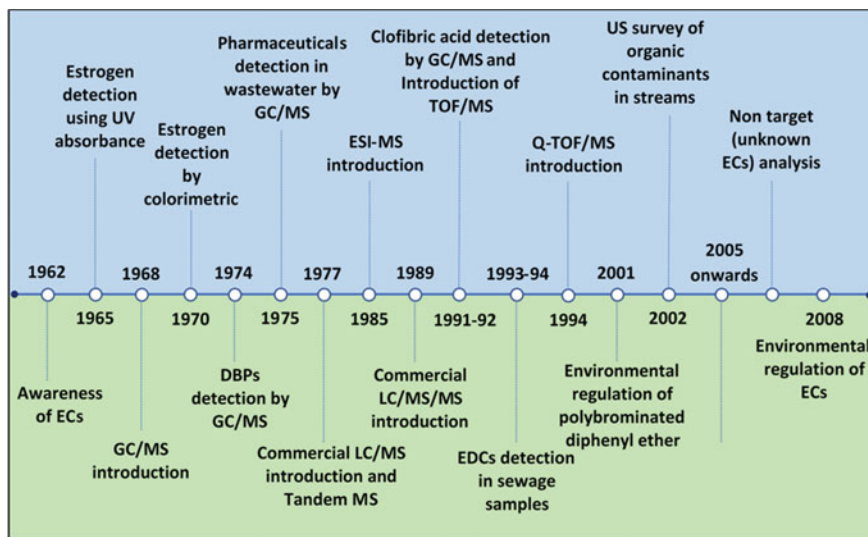 Estrogen
detection
using UV
absorbance
Estrogen
detection
by
colorimetric
Pharmaceuticals
detection in
wastewater by
GC/MS
ESI-MS
introduction
Clofibric acid detection
by GC/MS and
Introduction of
TOF/MS
Q-TOF/MS
introduction
US survey of
organic
contaminants
in streams
Non target
(unknown
ECs) analysis
1962
1968
1974
1977
1989
1993-94
2001
2005
onwards
1965
1970
1975
1985
1991-92
1994
2002
2008
Awareness
of ECs
GC/MS
introduction
DBPs
detection by
GC/MS
Commercial LC/MS
introduction and
Tandem MS
Commercial
LC/MS/MS
introduction
EDCs detection
in sewage
samples
Environmental
regulation of
polybrominated
diphenyl ether
Environmental
regulation of
ECs